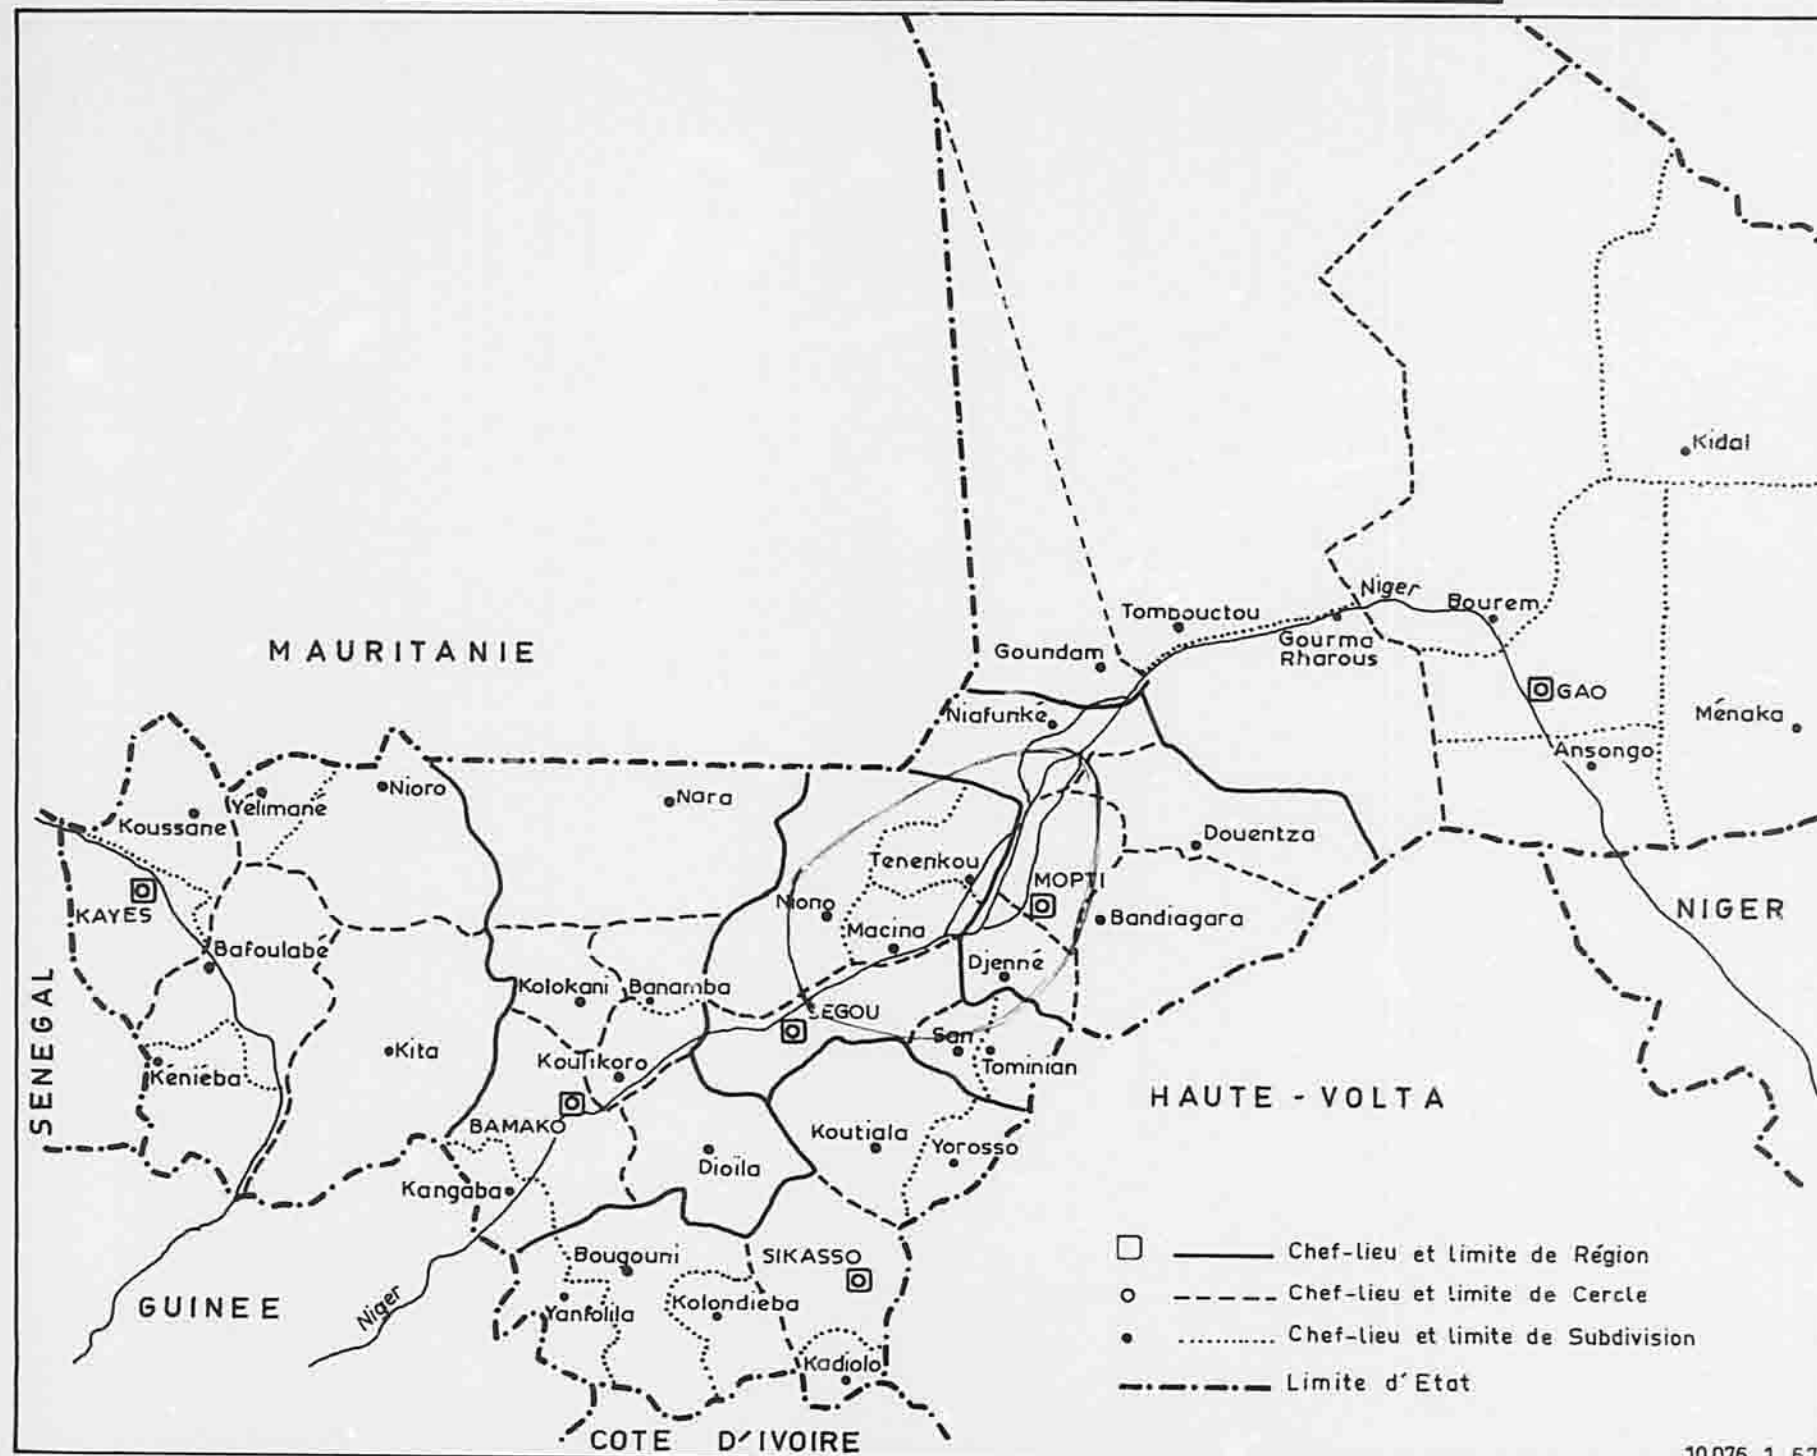 Kidal
Niger
Bourem
Tombouctou
Gourma
Rharous
Goundam
MAURITANIE
GAO
Ménaka
Niafunké
Ansongo
Nioro
Yelimané
Koussane
Nara
Douentza
Tenenkou
MOPTI
KAYES
Niono
Bandiagara
NIGER
Macina
Bafoulabé
Djenné
Kolokani
Banamba
SÉGOU
SENEGAL
San
Kita
Koulikoro
Tominian
Kéniéba
HAUTE - VOLTA
BAMAKO
Koutiala
Yorosso
Dioïla
Kangaba
Bougouni
SIKASSO
Chef-lieu et limite de Région
Chef-lieu et limite de Cercle
GUINEE
Niger
Yanfolila
Kolondieba
Chef-lieu et limite de Subdivision
Kadiolo
Limite d'Etat
COTE D'IVOIRE